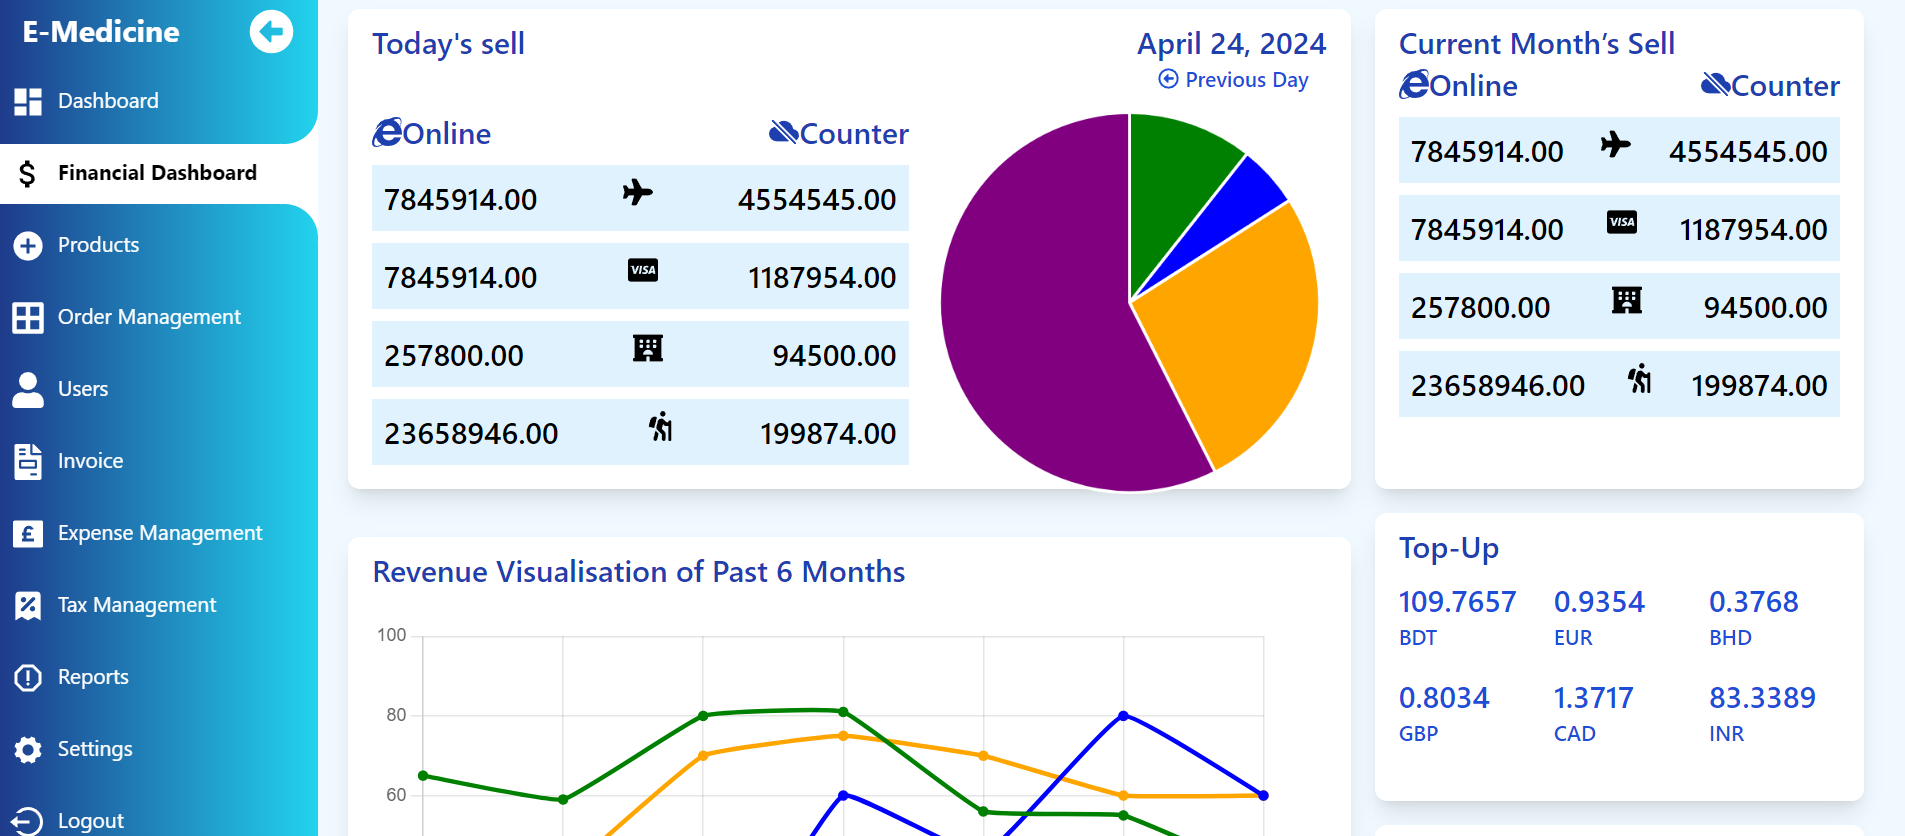 E-Medicine
Dashboard
Financial Dashboard
Products
Order Management
Users
Invoice
Expense Management
Tax Management
Reports
Settings
Logout
Today's sell
April 24, 2024
Previous Day
Online Counter
7845914.00 4554545.00
7845914.00 VISA 1187954.00
257800.00 94500.00
23658946.00 199874.00
Current Month’s Sell
Online Counter
7845914.00 4554545.00
7845914.00 VISA 1187954.00
257800.00 94500.00
23658946.00 199874.00
Revenue Visualisation of Past 6 Months
100
80
60
Top-Up
109.7657 0.9354 0.3768
BDT EUR BHD
0.8034 1.3717 83.3389
GBP CAD INR